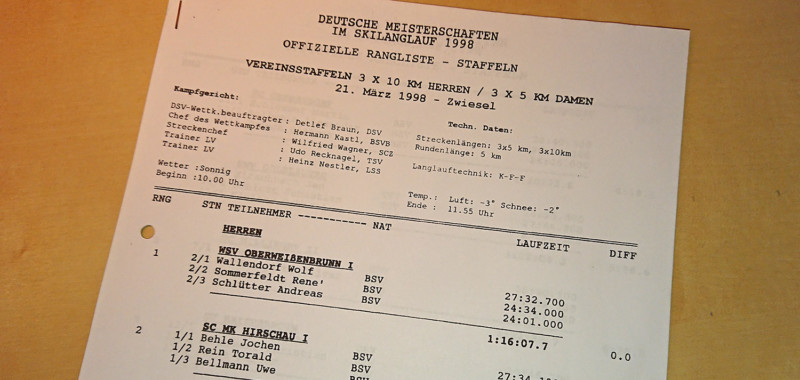 DEUTSCHE MEISTERSCHAFTEN
IM SKILANGLAUF 1998
OFFIZIELLE RANGLISTE - STAFFELN
VEREINSSTAFFELN 3 X 10 KM HERREN / 3 X 5 KM DAMEN
21. März 1998 - Zwiesel
Kampfgericht:
DSV-Wettk.beauftragter : Detlef Braun, DSV
Chef des Wettkampfes : Hermann Kastl, BSVB
Streckenchef : Wilfried Wagner, SCZ
Trainer LV : Udo Recknagel, TSV
Trainer LV : Heinz Nestler, LSS
Wetter :Sonnig
Beginn :10.00 Uhr
Techn. Daten:
Streckenlängen: 3x5 km, 3x10km
Rundenlänge: 5 km
Langlauftechnik: K-F-F
Temp.: Luft: -3° Schnee: -2°
Ende : 11.55 Uhr
RNG STN TEILNEHMER ----------- NAT LAUFZEIT DIFF
HERREN
1 WSV OBERWEIßENBRUNN I
2/1 Wallendorf Wolf BSV 27:32.700
2/2 Sommerfeldt Rene' BSV 24:34.000
2/3 Schlütter Andreas BSV 24:01.000
1:16:07.7 0.0
2 SC MK HIRSCHAU I
1/1 Behle Jochen BSV
1/2 Rein Torald BSV
1/3 Bellmann Uwe BSV